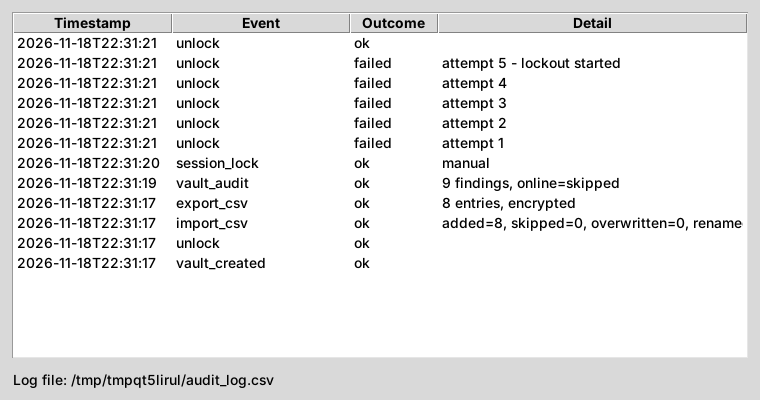 Timestamp Event Outcome Detail
2026-11-18T22:31:21 unlock ok
2026-11-18T22:31:21 unlock failed attempt 5 - lockout started
2026-11-18T22:31:21 unlock failed attempt 4
2026-11-18T22:31:21 unlock failed attempt 3
2026-11-18T22:31:21 unlock failed attempt 2
2026-11-18T22:31:21 unlock failed attempt 1
2026-11-18T22:31:20 session_lock ok manual
2026-11-18T22:31:19 vault_audit ok 9 findings, online=skipped
2026-11-18T22:31:17 export_csv ok 8 entries, encrypted
2026-11-18T22:31:17 import_csv ok added=8, skipped=0, overwritten=0, rename
2026-11-18T22:31:17 unlock ok
2026-11-18T22:31:17 vault_created ok
Log file: /tmp/tmpqt5lirul/audit_log.csv